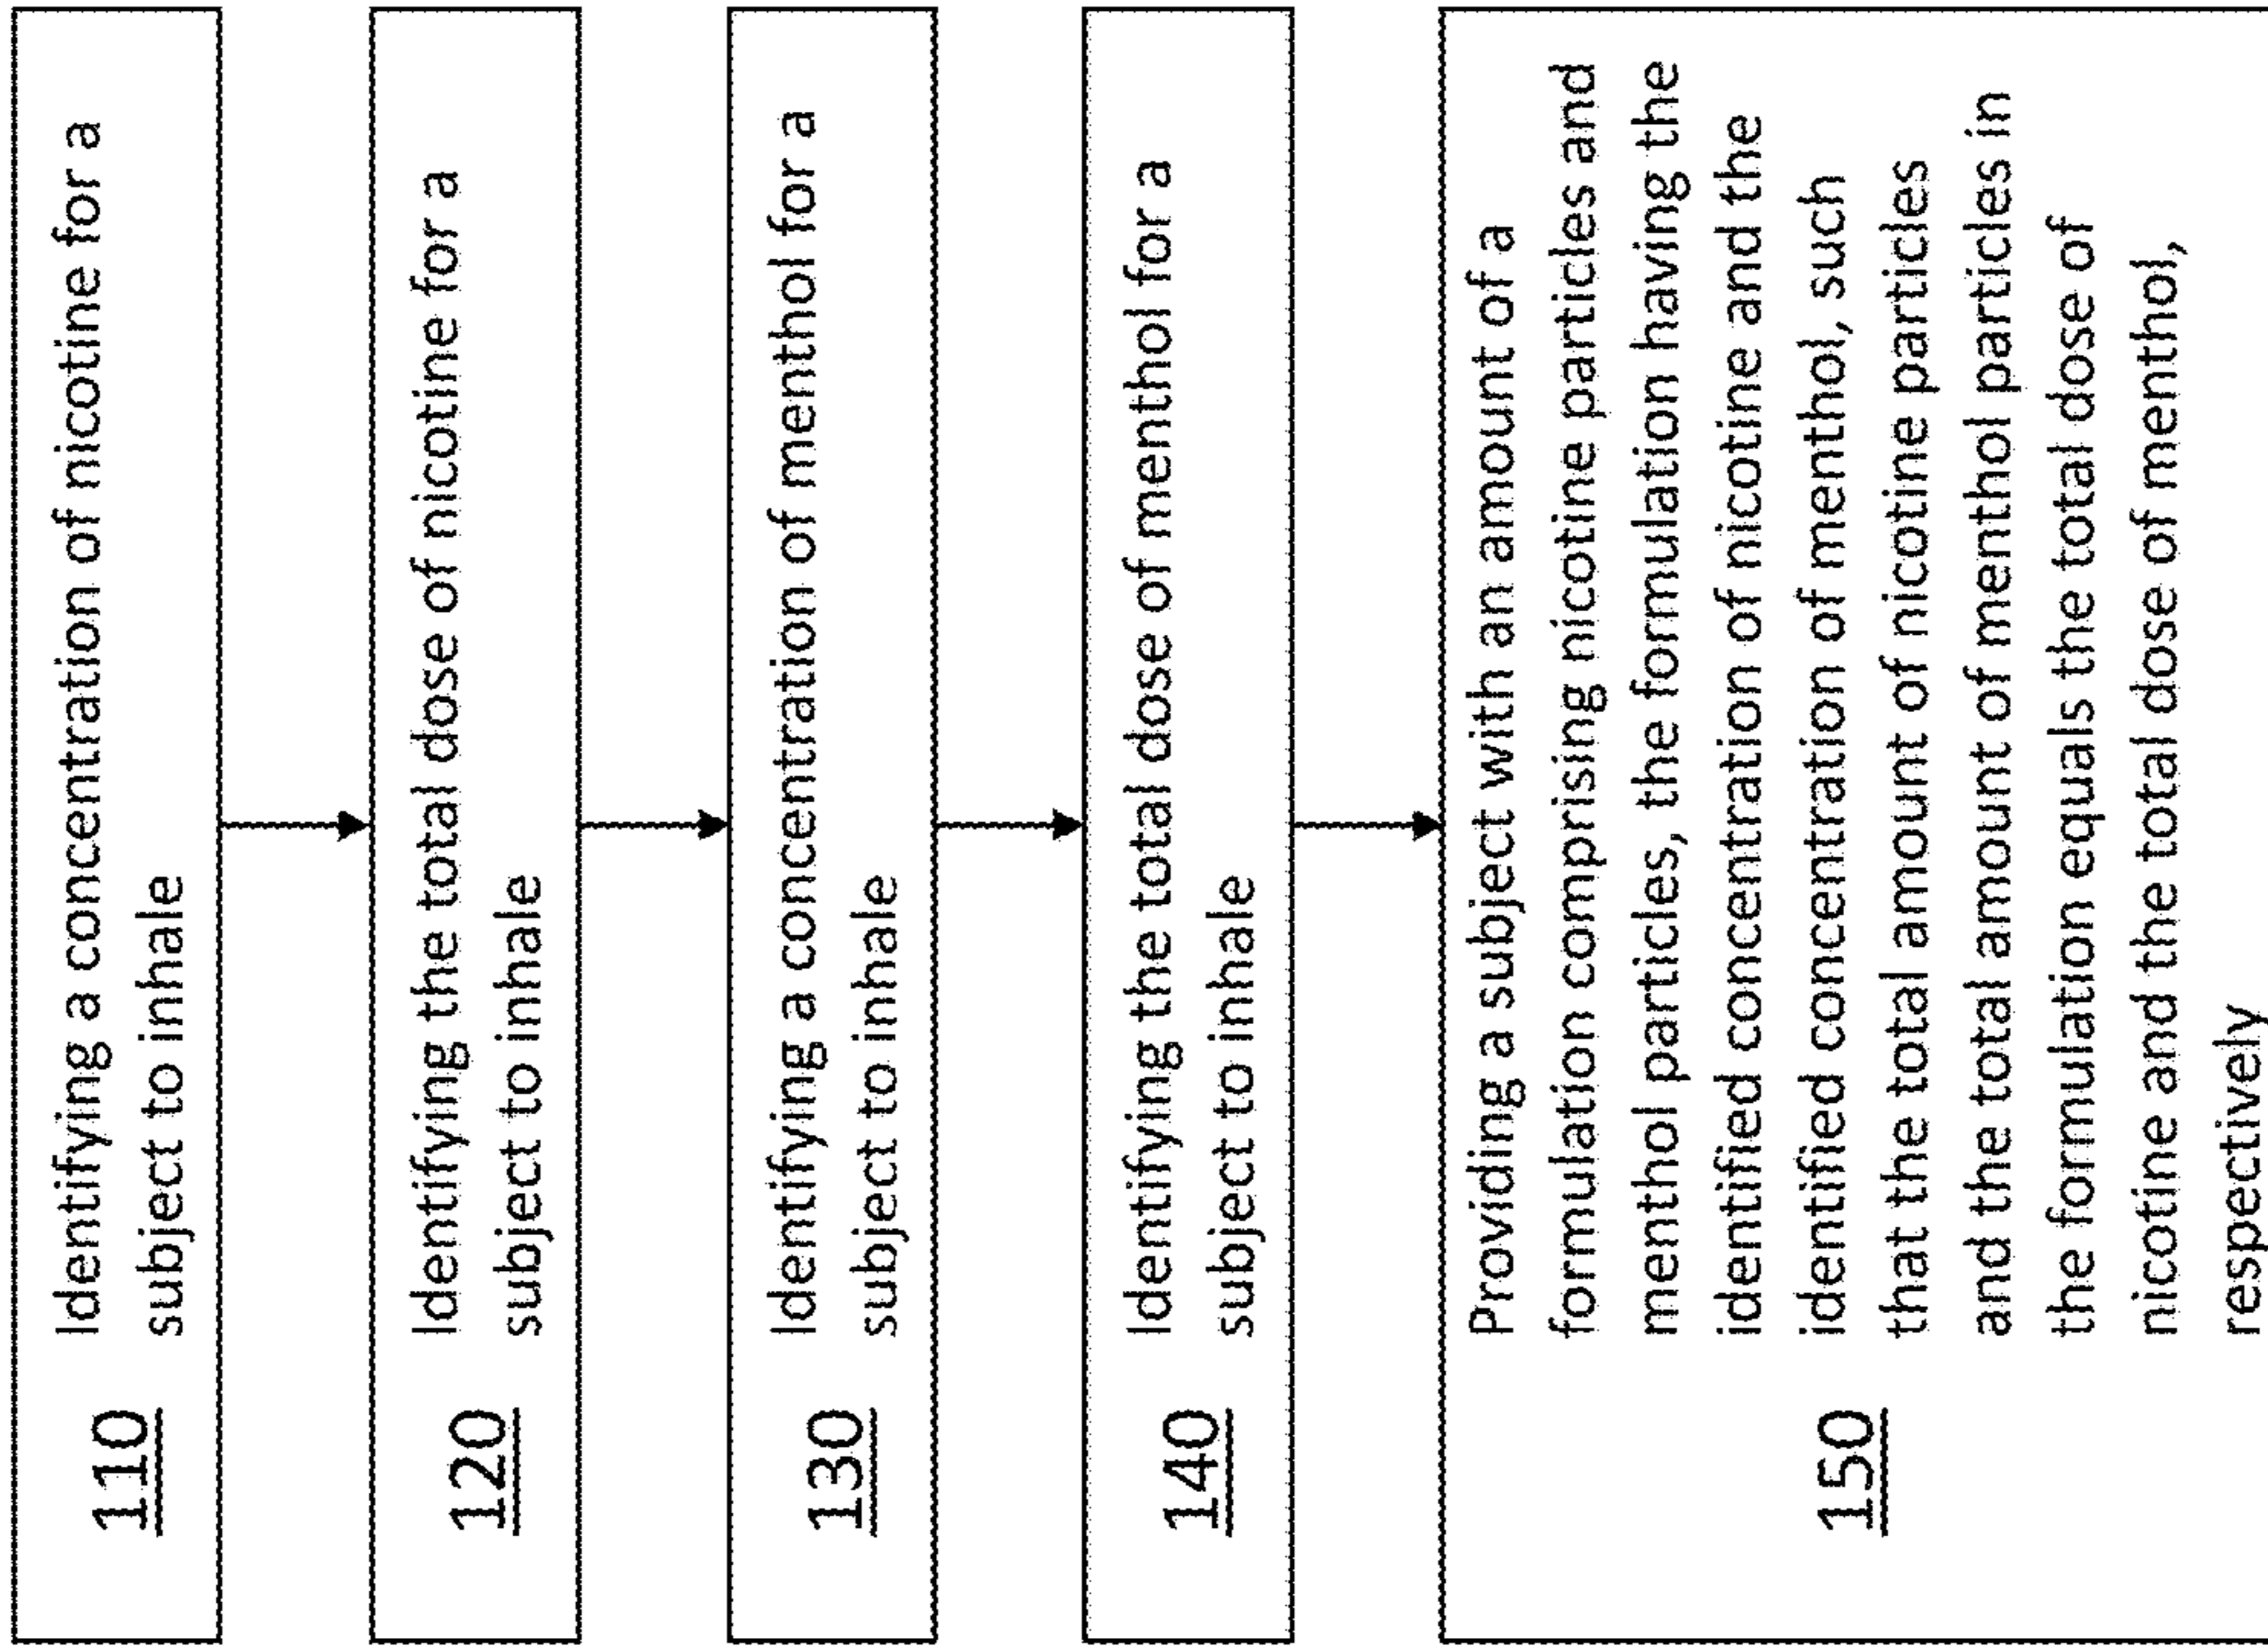 110
Identifying a concentration of nicotine for a
subject to inhale
120
Identifying the total dose of nicotine for a
subject to inhale
130
Identifying a concentration of menthol for a
subject to inhale
140
Identifying the total dose of menthol for a
subject to inhale
150
Providing a subject with an amount of a
formulation comprising nicotine particles and
menthol particles, the formulation having the
identified concentration of nicotine and the
identified concentration of menthol, such
that the total amount of nicotine particles
and the total amount of menthol particles in
the formulation equals the total dose of
nicotine and the total dose of menthol,
respectively